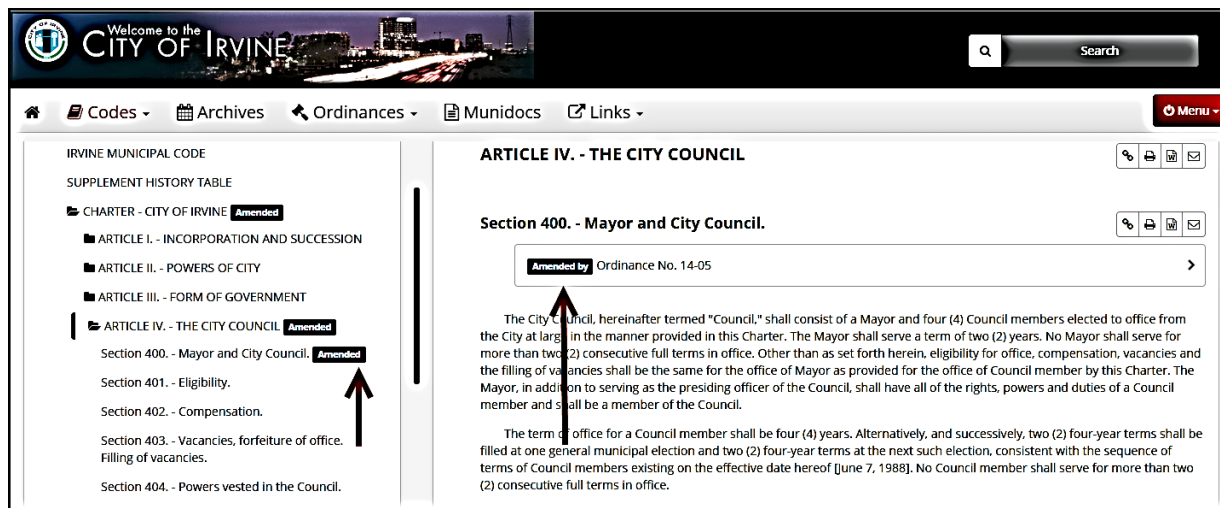 Welcome to the
CITY OF IRVINE
Search
Codes
Archives
Ordinances
Munidocs
Links
Menu
IRVINE MUNICIPAL CODE
SUPPLEMENT HISTORY TABLE
CHARTER - CITY OF IRVINE Amended
ARTICLE I. - INCORPORATION AND SUCCESSION
ARTICLE II. - POWERS OF CITY
ARTICLE III. - FORM OF GOVERNMENT
ARTICLE IV. - THE CITY COUNCIL Amended
Section 400. - Mayor and City Council. Amended
Section 401. - Eligibility.
Section 402. - Compensation.
Section 403. - Vacancies, forfeiture of office.
Filling of vacancies.
Section 404. - Powers vested in the Council.
ARTICLE IV. - THE CITY COUNCIL
Section 400. - Mayor and City Council.
Amended by Ordinance No. 14-05
The City Council, hereinafter termed "Council," shall consist of a Mayor and four (4) Council members elected to office from
the City at large in the manner provided in this Charter. The Mayor shall serve a term of two (2) years. No Mayor shall serve for
more than two (2) consecutive full terms in office. Other than as set forth herein, eligibility for office, compensation, vacancies and
the filling of vacancies shall be the same for the office of Mayor as provided for the office of Council member by this Charter. The
Mayor, in addition to serving as the presiding officer of the Council, shall have all of the rights, powers and duties of a Council
member and shall be a member of the Council.
The term of office for a Council member shall be four (4) years. Alternatively, and successively, two (2) four-year terms shall be
filled at one general municipal election and two (2) four-year terms at the next such election, consistent with the sequence of
terms of Council members existing on the effective date hereof [June 7, 1988]. No Council member shall serve for more than two
(2) consecutive full terms in office.